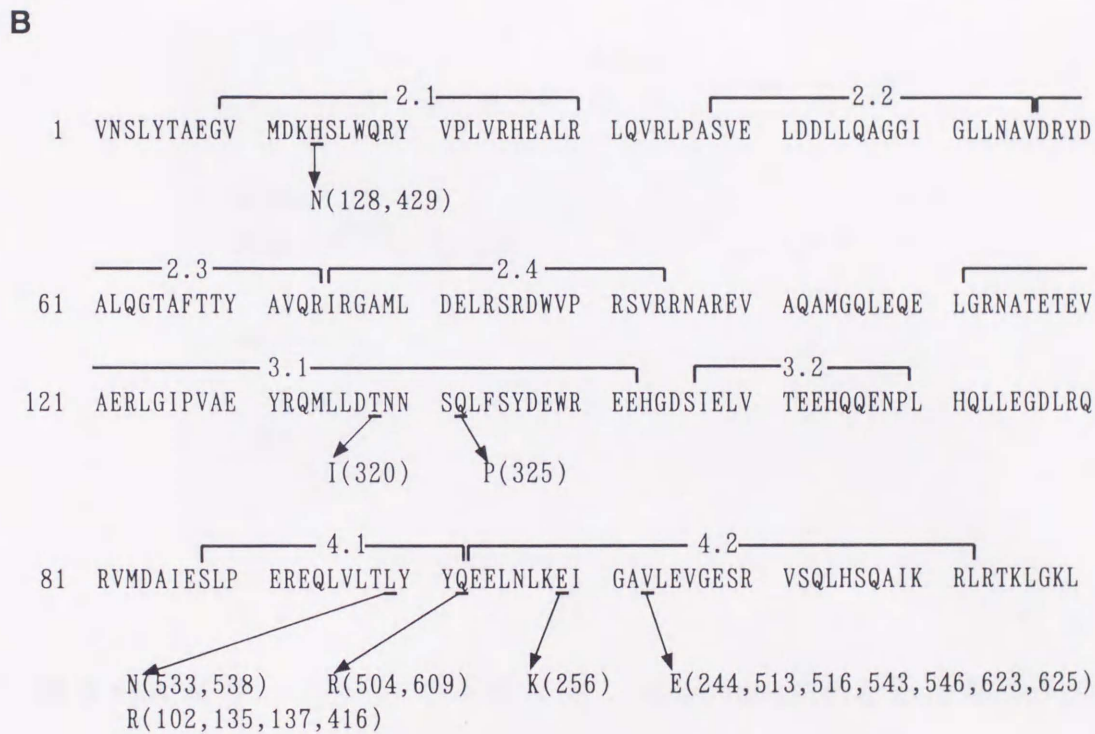 B
2.1 2.2
1 VNSLYTAEGV MDKHSLWQRY VPLVRHEALR LQVRLPASVE LDDLLQAGGI GLLNAVDRYD
N(128,429)
2.3 2.4
61 ALQGTAFTTY AVQRIRGAML DELRSRDWVP RSVRRNAREV AQAMGQLEQE LGRNATETEV
3.1 3.2
121 AERLGIPVAE YRQMLLDTNN SQLFSYDEWR EEHGDSIELV TEEHQQENPL HQLLEGDLRQ
I(320) P(325)
4.1 4.2
81 RVMDAIESLP EREQLVLTLY YQEELNLKEI GAVLEVGESR VSQLHSQAIK RLRTKLGKL
N(533,538) R(504,609) K(256) E(244,513,516,543,546,623,625)
R(102,135,137,416)